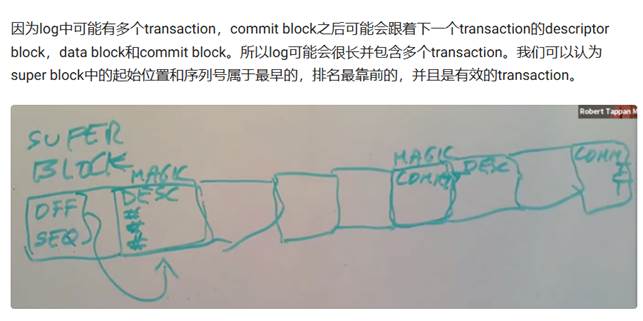 因为log中可能有多个transaction，commit block之后可能会跟着下一个transaction的descriptor
block，data block和commit block。所以log可能会很长并包含多个transaction。我们可以认为
super block中的起始位置和序列号属于最早的，排名最靠前的，并且是有效的transaction。
Robert Tappan M
SUPER
BLOCK
MAGIC
MAGIC
OFF
SEQ
DESC
#
#
#
COMM
DESC
COMM
I
T